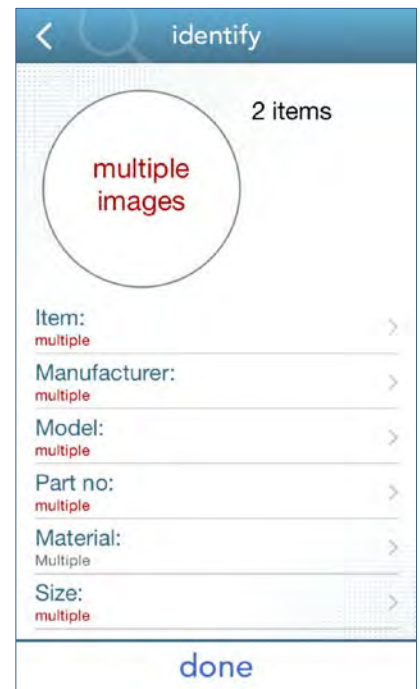 identify
2 items
multiple
images
Item:
multiple
Manufacturer:
multiple
Model:
multiple
Part no:
multiple
Material:
Multiple
Size:
multiple
done